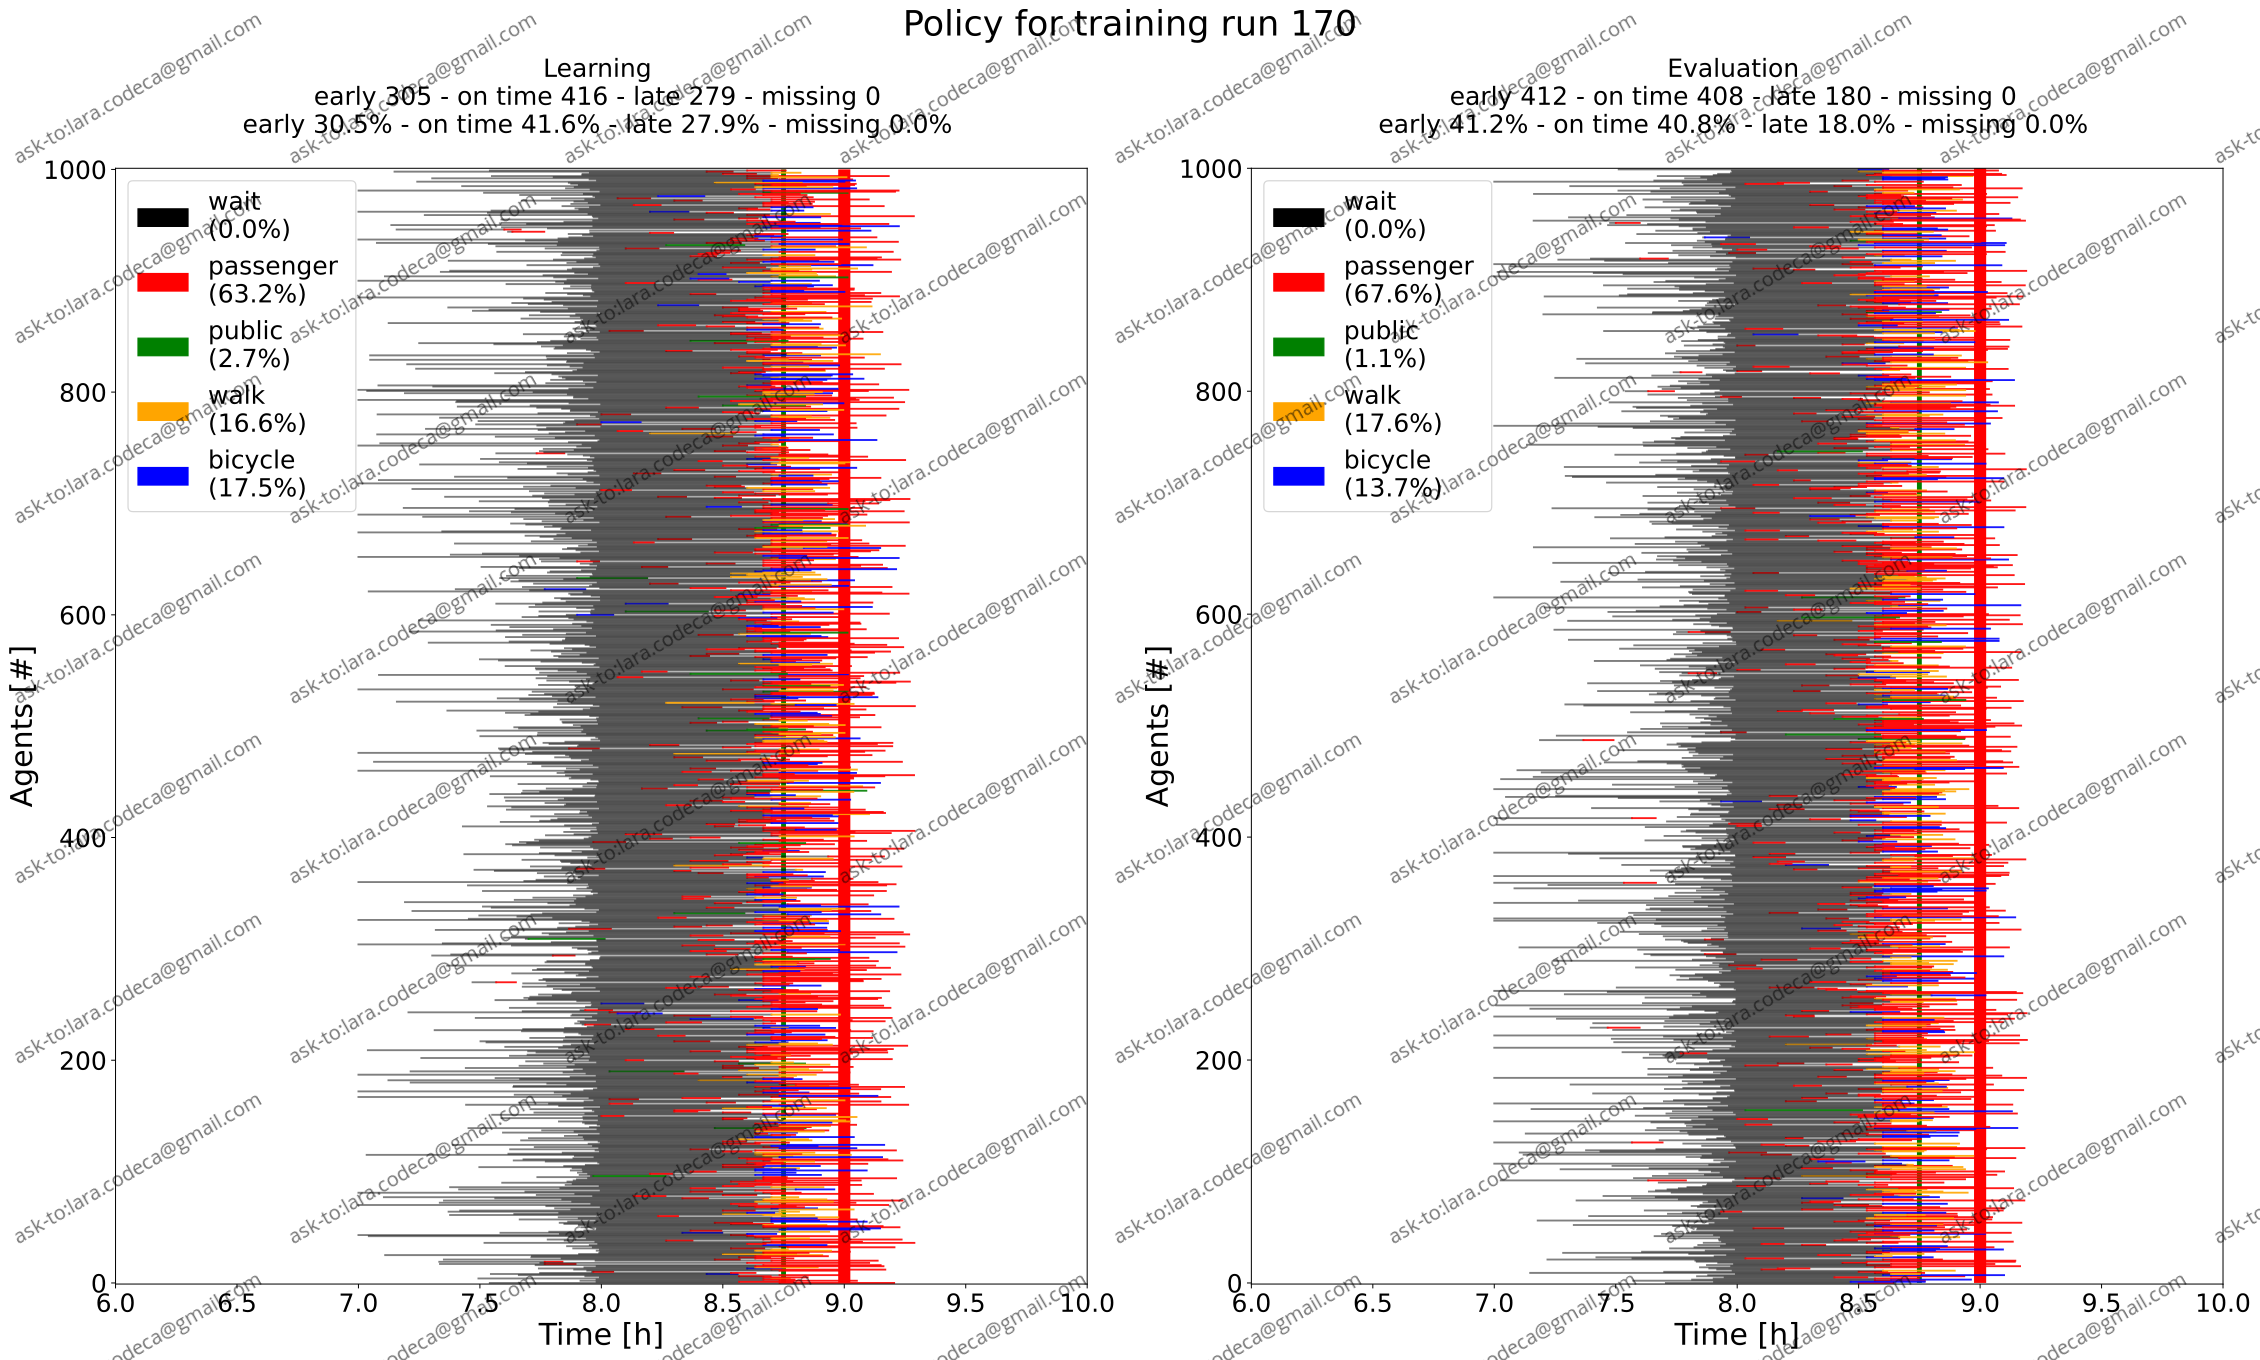 Policy for training run 170
Learning
early 305 - on time 416 - late 279 - missing 0
early 30.5% - on time 41.6% - late 27.9% - missing 0.0%
1000
800
600
400
200
0
Agents [#]
wait
(0.0%)
passenger
(63.2%)
public
(2.7%)
walk
(16.6%)
bicycle
(17.5%)
6.0 6.5 7.0 7.5 8.0 8.5 9.0 9.5 10.0
Time [h]
Evaluation
early 412 - on time 408 - late 180 - missing 0
early 41.2% - on time 40.8% - late 18.0% - missing 0.0%
1000
800
600
400
200
0
Agents [#]
wait
(0.0%)
passenger
(67.6%)
public
(1.1%)
walk
(17.6%)
bicycle
(13.7%)
6.0 6.5 7.0 7.5 8.0 8.5 9.0 9.5 10.0
Time [h]
ask-to:lara.codeca@gmail.com